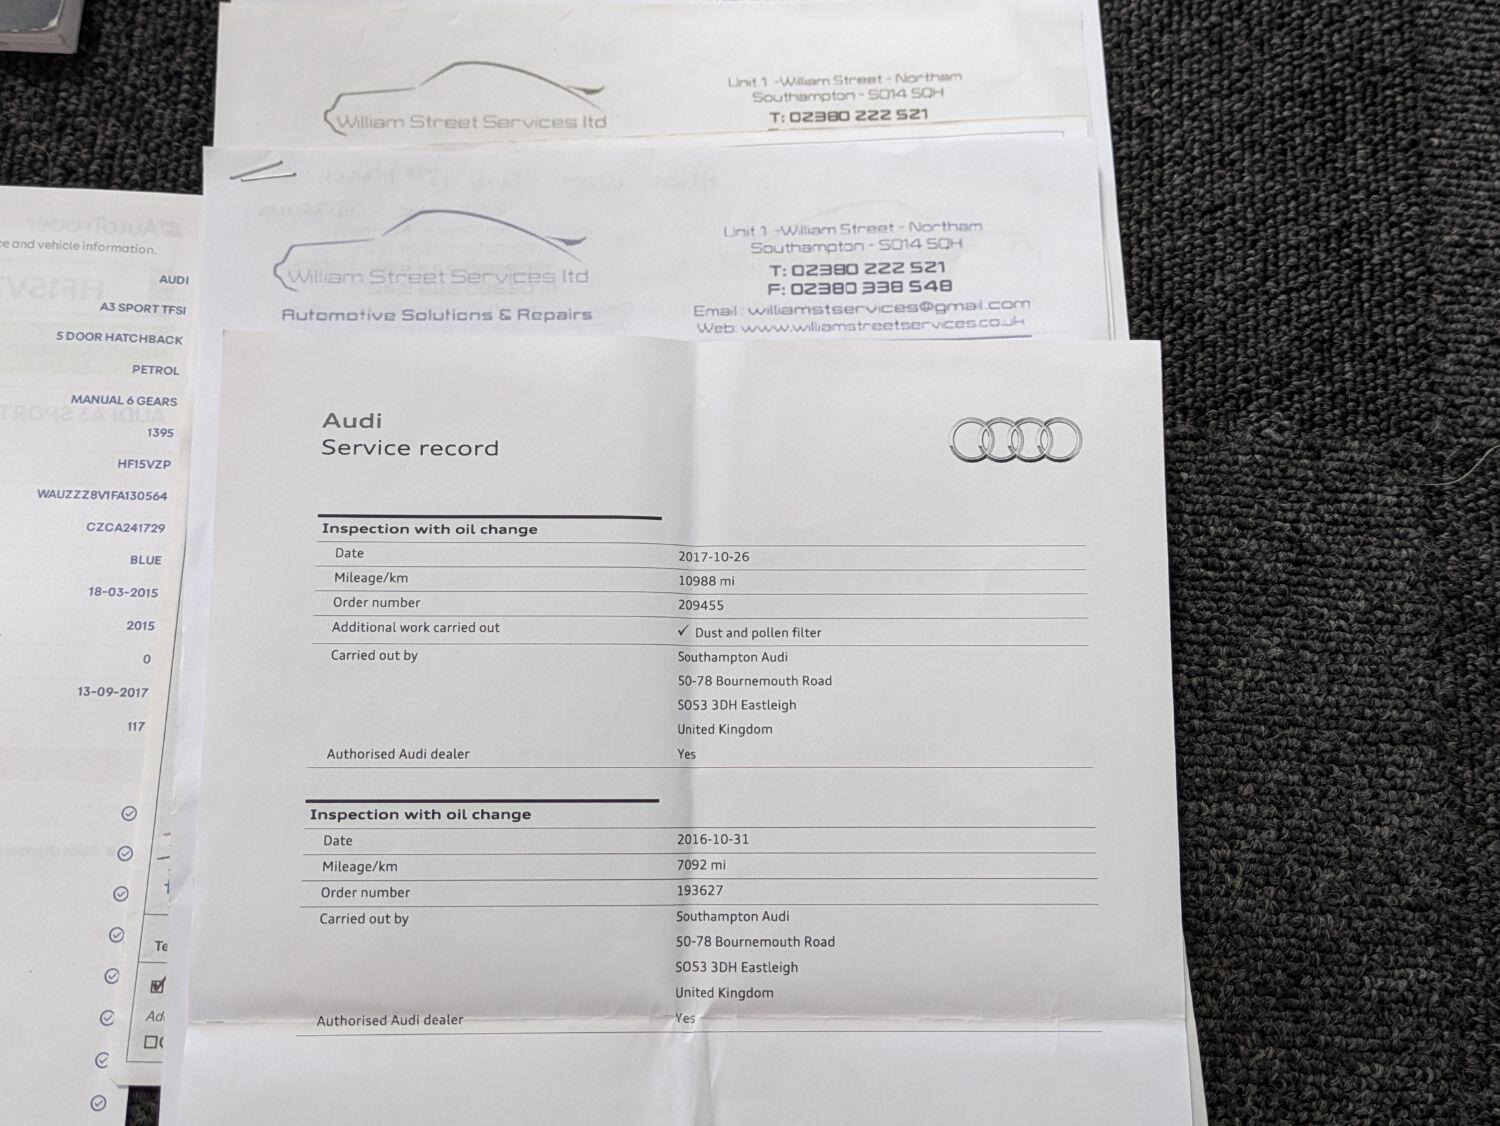 William Street Services ltd
Unit 1 -William Street - Northam
Southampton - SO14 5QH
T: 02380 222 521
William Street Services ltd
Automotive Solutions & Repairs
Unit 1 -William Street - Northam
Southampton - SO14 5QH
T: 02380 222 521
F: 02380 338 548
Email: williamstservices@gmail.com
Web: www.williamstreetservices.co.uk
and vehicle information.
AUDI
A3 SPORT TFSI
5 DOOR HATCHBACK
PETROL
MANUAL 6 GEARS
1395
HF15VZP
WAUZZZ8V1FA130564
CZCA241729
BLUE
18-03-2015
2015
0
13-09-2017
117
Te
Ad
Audi
Service record
Inspection with oil change
Date 2017-10-26
Mileage/km 10988 mi
Order number 209455
Additional work carried out ✓ Dust and pollen filter
Carried out by Southampton Audi
50-78 Bournemouth Road
SO53 3DH Eastleigh
United Kingdom
Authorised Audi dealer Yes
Inspection with oil change
Date 2016-10-31
Mileage/km 7092 mi
Order number 193627
Carried out by Southampton Audi
50-78 Bournemouth Road
SO53 3DH Eastleigh
United Kingdom
Authorised Audi dealer Yes